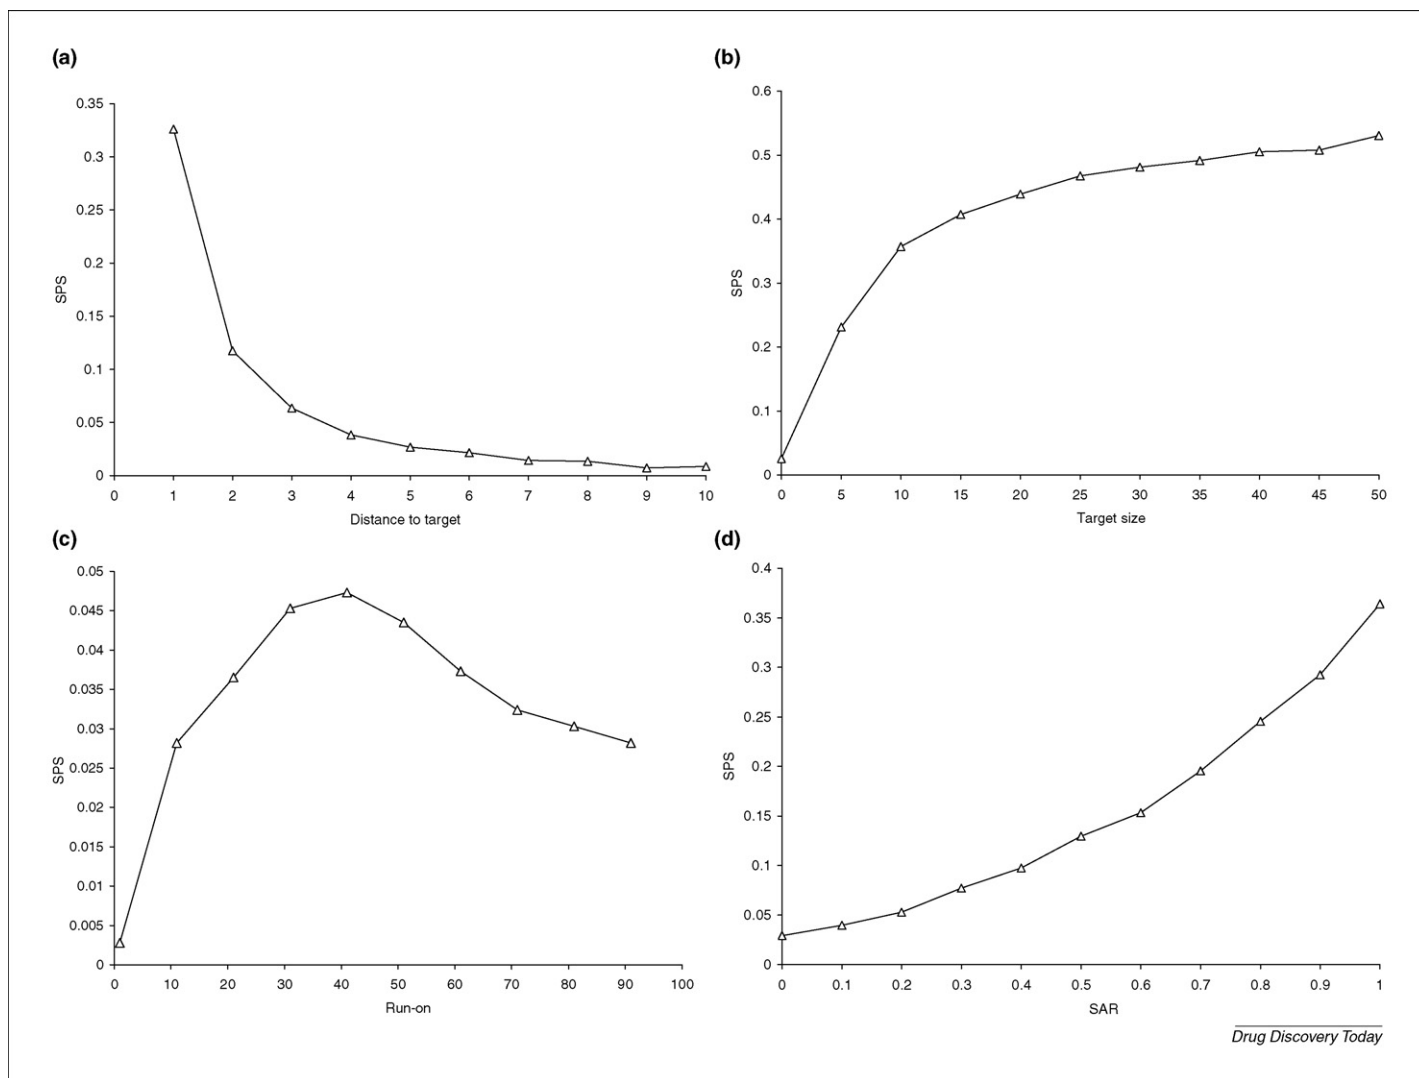 (a)
SPS
0.35
0.3
0.25
0.2
0.15
0.1
0.05
0
0 1 2 3 4 5 6 7 8 9 10
Distance to target
(b)
SPS
0.6
0.5
0.4
0.3
0.2
0.1
0
0 5 10 15 20 25 30 35 40 45 50
Target size
(c)
SPS
0.05
0.045
0.04
0.035
0.03
0.025
0.02
0.015
0.01
0.005
0
0 10 20 30 40 50 60 70 80 90 100
Run-on
(d)
SPS
0.4
0.35
0.3
0.25
0.2
0.15
0.1
0.05
0
0 0.1 0.2 0.3 0.4 0.5 0.6 0.7 0.8 0.9 1
SAR
Drug Discovery Today